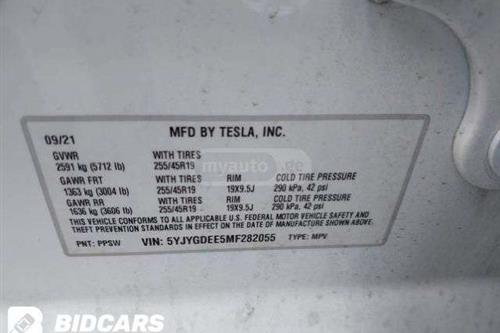 09/21 MFD BY TESLA, INC.
GVWR WITH TIRES
2591 kg (5712 lb) 255/45R19
myauto.ge
GAWR FRT WITH TIRES RIM COLD TIRE PRESSURE
1363 kg (3004 lb) 255/45R19 19X9.5J 290 kPa, 42 psi
GAWR RR WITH TIRES RIM COLD TIRE PRESSURE
1636 kg (3606 lb) 255/45R19 19X9.5J 290 kPa, 42 psi
THIS VEHICLE CONFORMS TO ALL APPLICABLE U.S. FEDERAL MOTOR VEHICLE SAFETY AND
THEFT PREVENTION STANDARDS IN EFFECT ON THE DATE OF MANUFACTURE SHOWN ABOVE.
PNT: PPSW VIN: 5YJYGDEE5MF282055 TYPE: MPV
BIDCARS